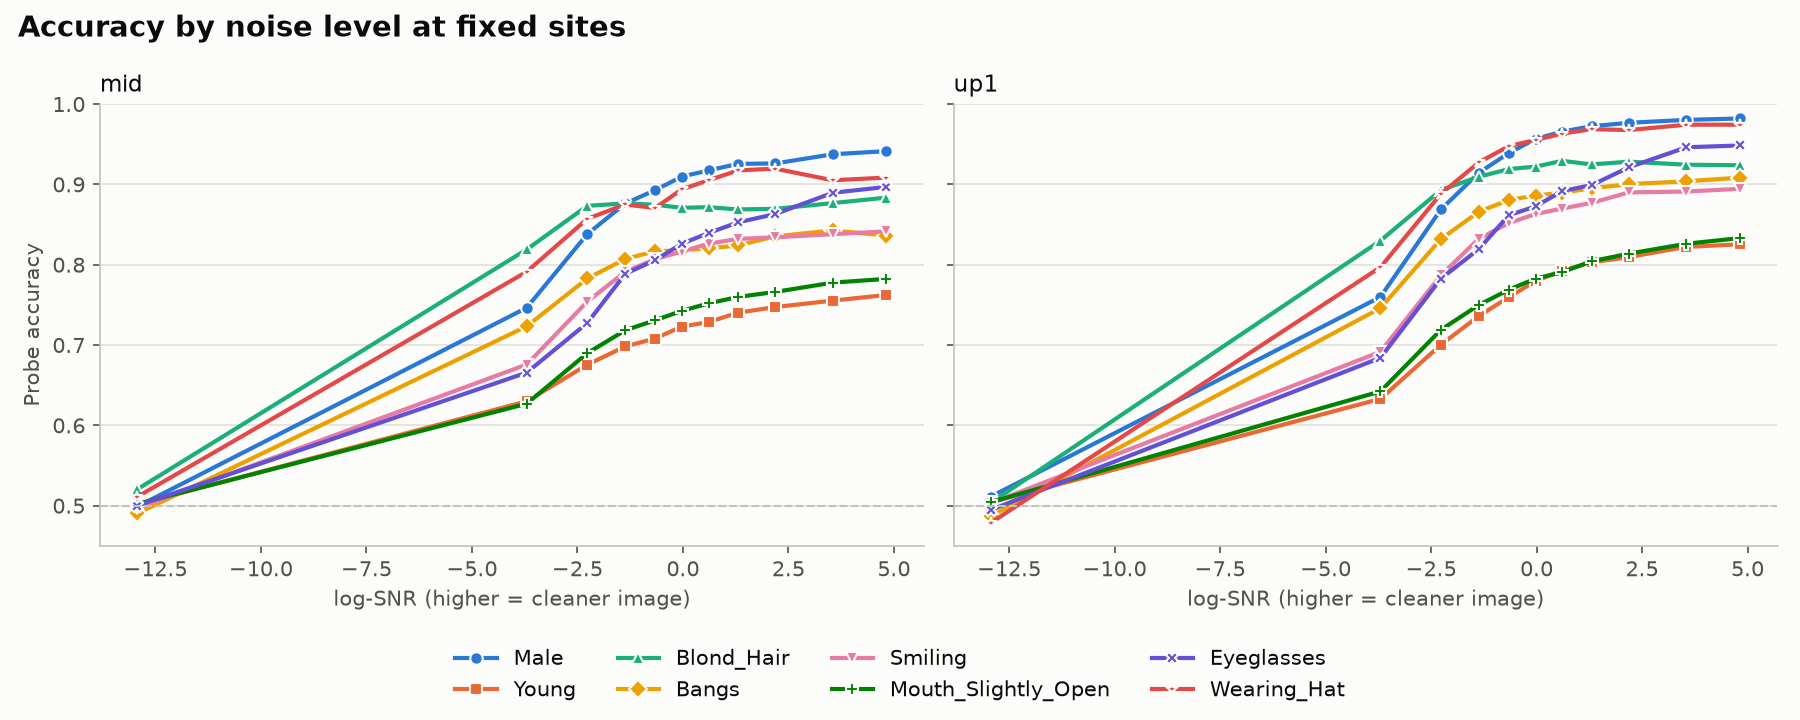 Accuracy by noise level at fixed sites
mid
up1
Probe accuracy
1.0
0.9
0.8
0.7
0.6
0.5
−12.5 −10.0 −7.5 −5.0 −2.5 0.0 2.5 5.0
−12.5 −10.0 −7.5 −5.0 −2.5 0.0 2.5 5.0
log-SNR (higher = cleaner image)
log-SNR (higher = cleaner image)
Male
Blond_Hair
Smiling
Eyeglasses
Young
Bangs
Mouth_Slightly_Open
Wearing_Hat